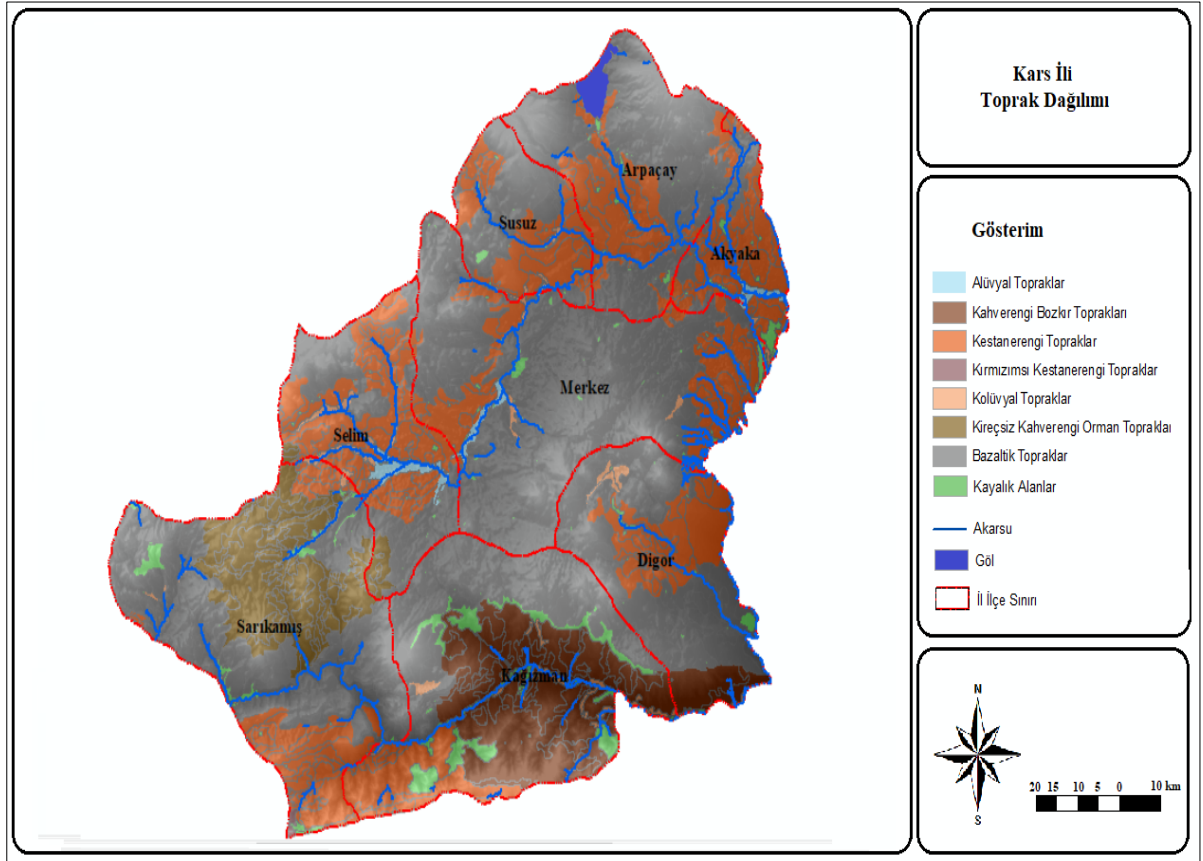 Kars İli
Toprak Dağılımı
Arpaçay
Susuz
Akyaka
Merkez
Selim
Digor
Sarıkamış
Kağızman
Gösterim
Alüvyal Topraklar
Kahverengi Bozkır Toprakları
Kestanerengi Topraklar
Kırmızımsı Kestanerengi Topraklar
Kolüvyal Topraklar
Kireçsiz Kahverengi Orman Toprakları
Bazaltik Topraklar
Kayalık Alanlar
Akarsu
Göl
İl İlçe Sınırı
N
S
20 15 5 0 10 km